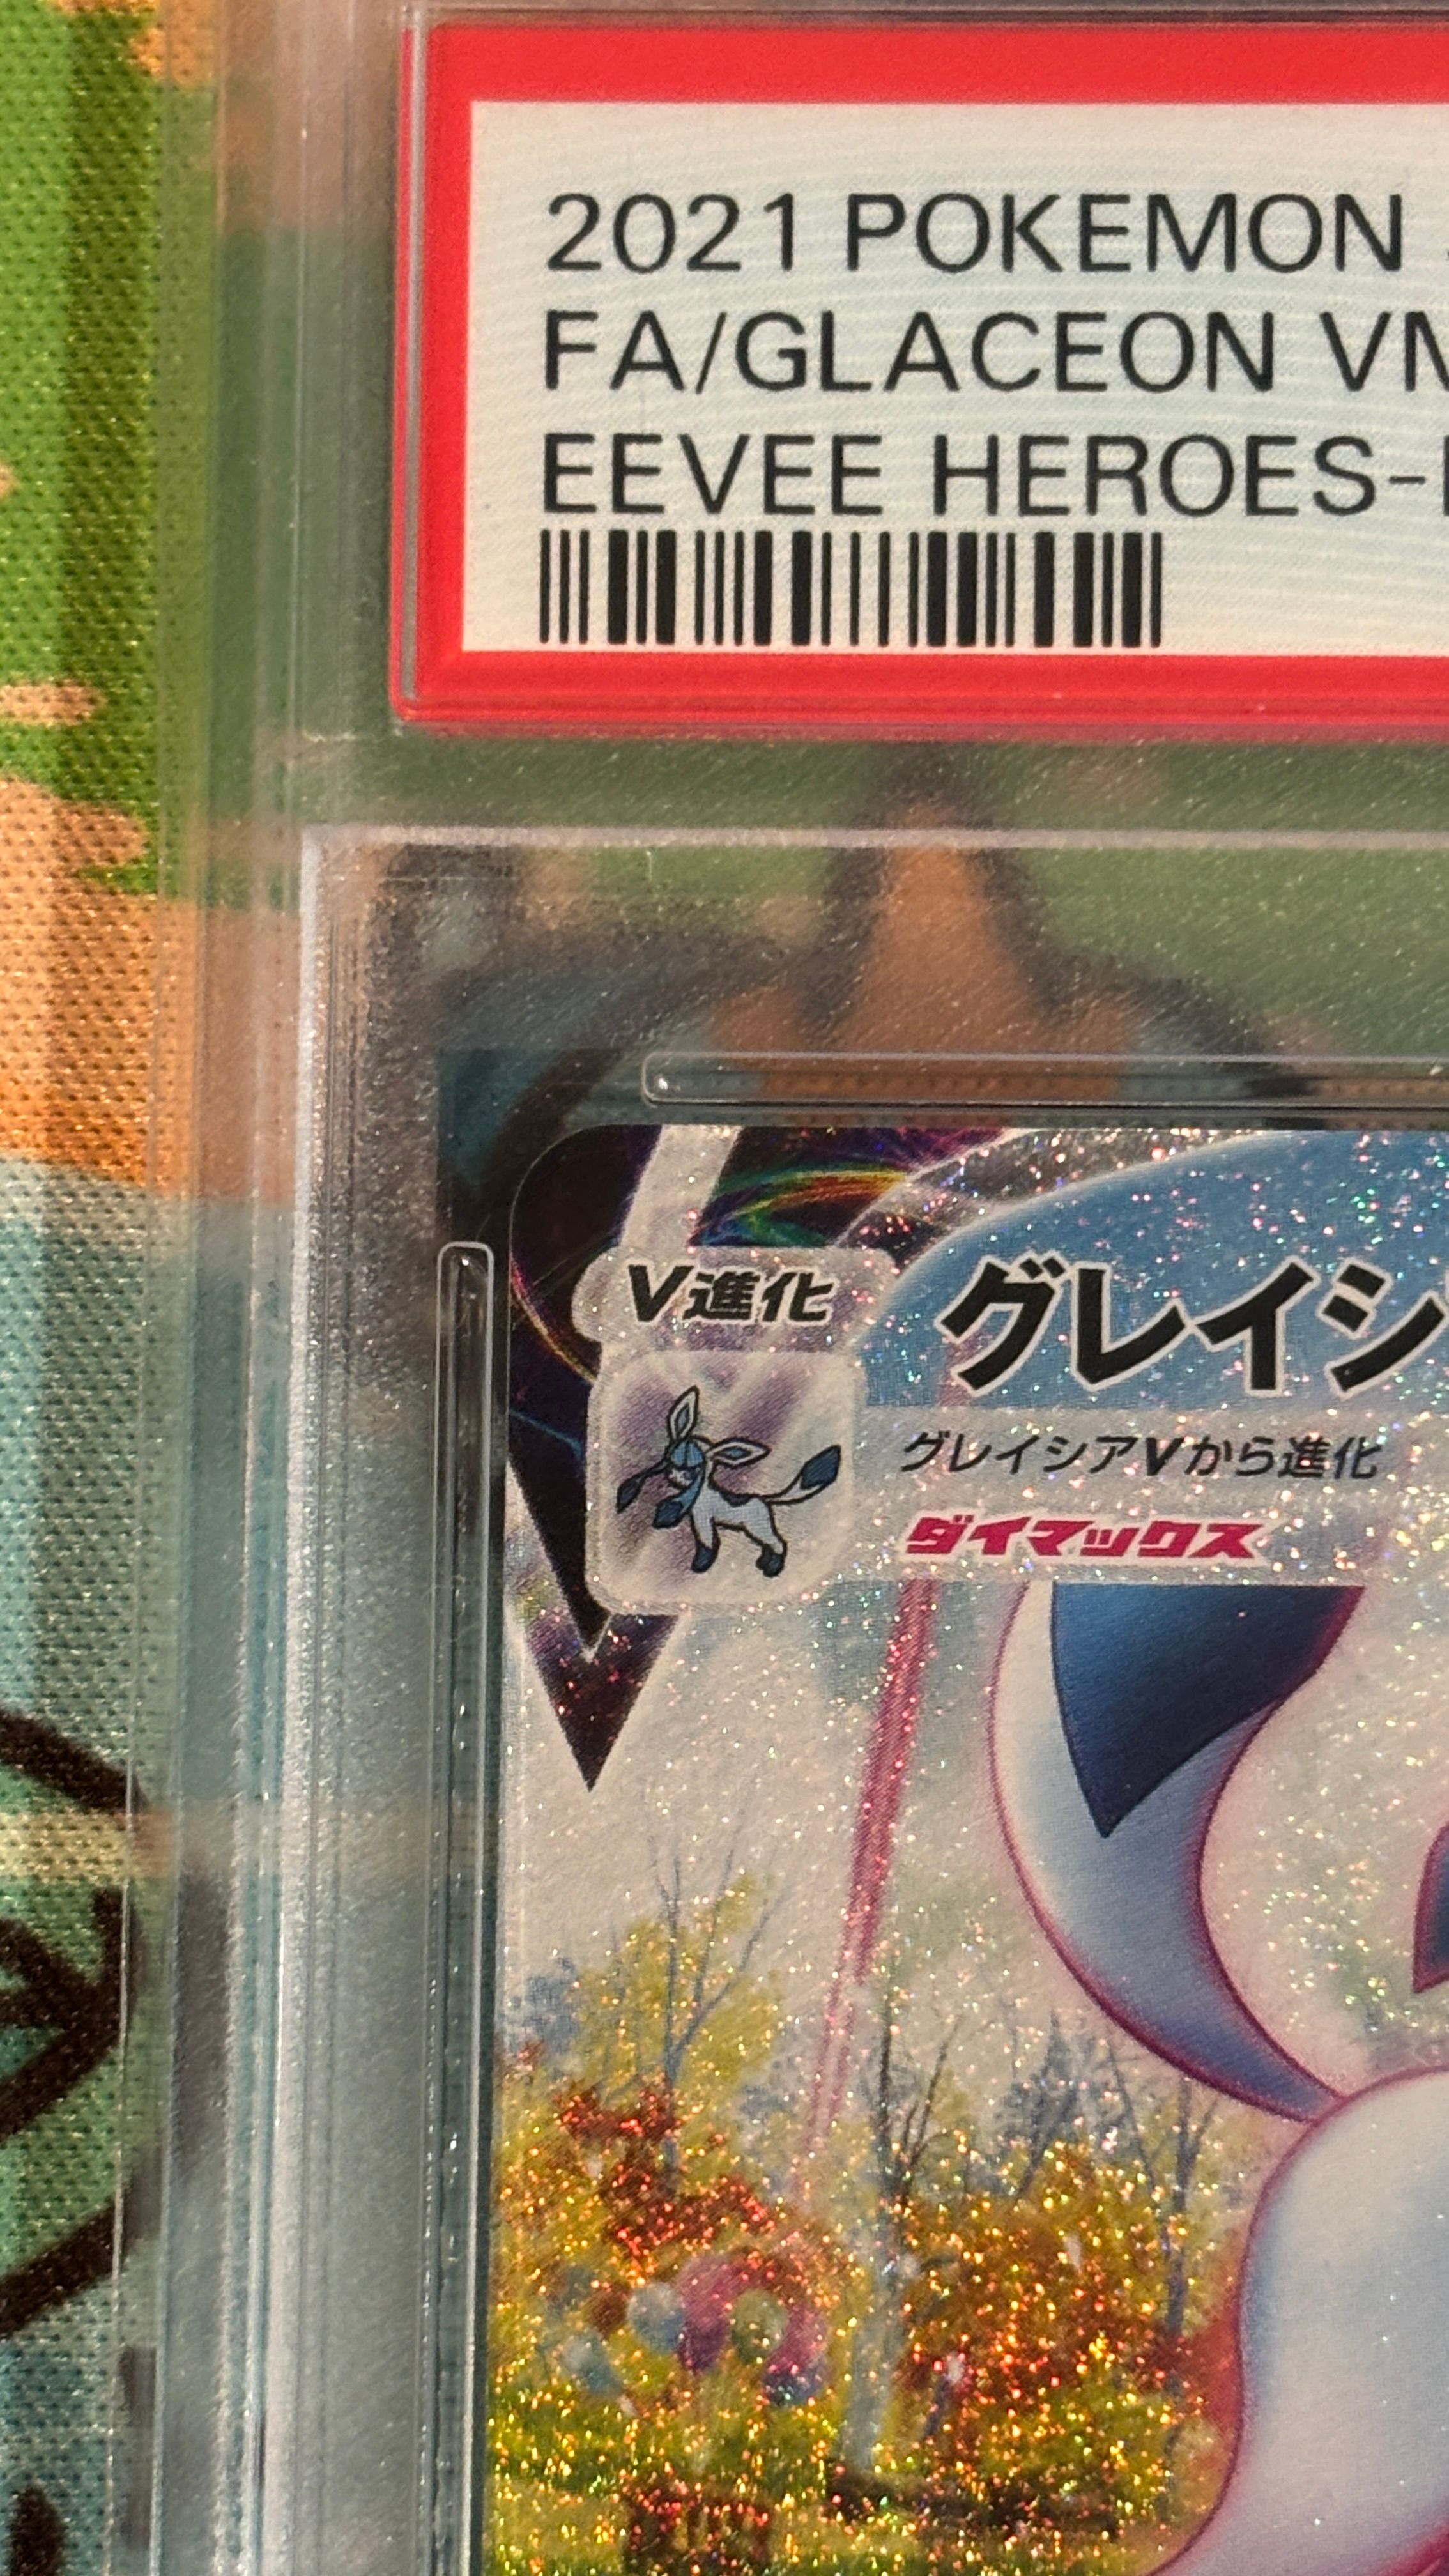 2021 POKEMON
FA/GLACEON VM
EEVEE HEROES-
V進化
グレイシ
グレイシアVから進化
ダイマックス